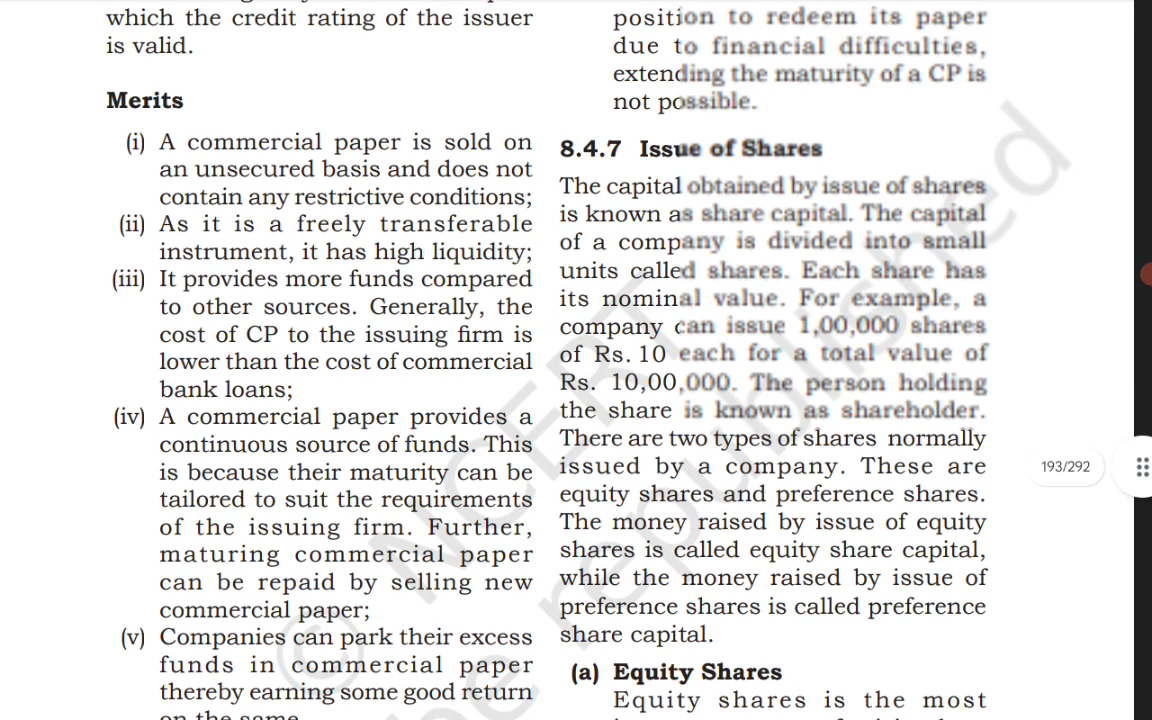 which the credit rating of the issuer
is valid.
Merits
(i) A commercial paper is sold on
an unsecured basis and does not
contain any restrictive conditions;
(ii) As it is a freely transferable
instrument, it has high liquidity;
(iii) It provides more funds compared
to other sources. Generally, the
cost of CP to the issuing firm is
lower than the cost of commercial
bank loans;
(iv) A commercial paper provides a
continuous source of funds. This
is because their maturity can be
tailored to suit the requirements
of the issuing firm. Further,
maturing commercial paper
can be repaid by selling new
commercial paper;
(v) Companies can park their excess
funds in commercial paper
thereby earning some good return
on the same.
position to redeem its paper
due to financial difficulties,
extending the maturity of a CP is
not possible.
8.4.7 Issue of Shares
The capital obtained by issue of shares
is known as share capital. The capital
of a company is divided into small
units called shares. Each share has
its nominal value. For example, a
company can issue 1,00,000 shares
of Rs. 10 each for a total value of
Rs. 10,00,000. The person holding
the share is known as shareholder.
There are two types of shares normally
issued by a company. These are
equity shares and preference shares.
The money raised by issue of equity
shares is called equity share capital,
while the money raised by issue of
preference shares is called preference
share capital.
(a) Equity Shares
Equity shares is the most
193/292
© NCERT
be republished